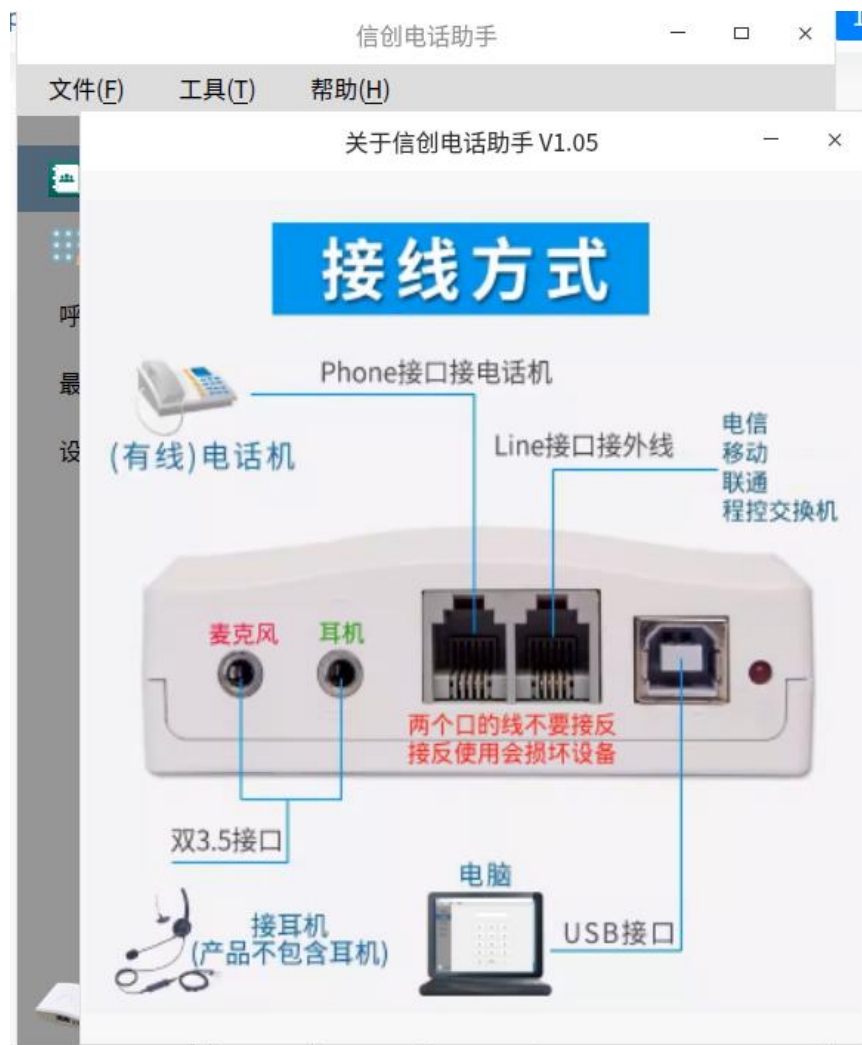 信创电话助手
文件(F)
工具(T)
帮助(H)
关于信创电话助手 V1.05
呼
最
设
接线方式
Phone接口接电话机
(有线)电话机
Line接口接外线
电信
移动
联通
程控交换机
麦克风
耳机
两个口的线不要接反
接反使用会损坏设备
双3.5接口
接耳机
(产品不包含耳机)
电脑
USB接口